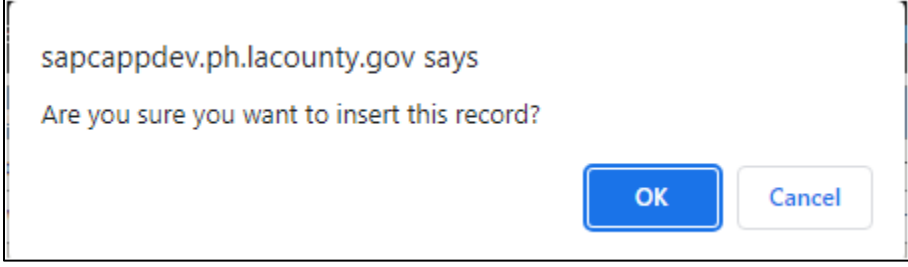 sapcappdev.ph.lacounty.gov says
Are you sure you want to insert this record?
OK
Cancel